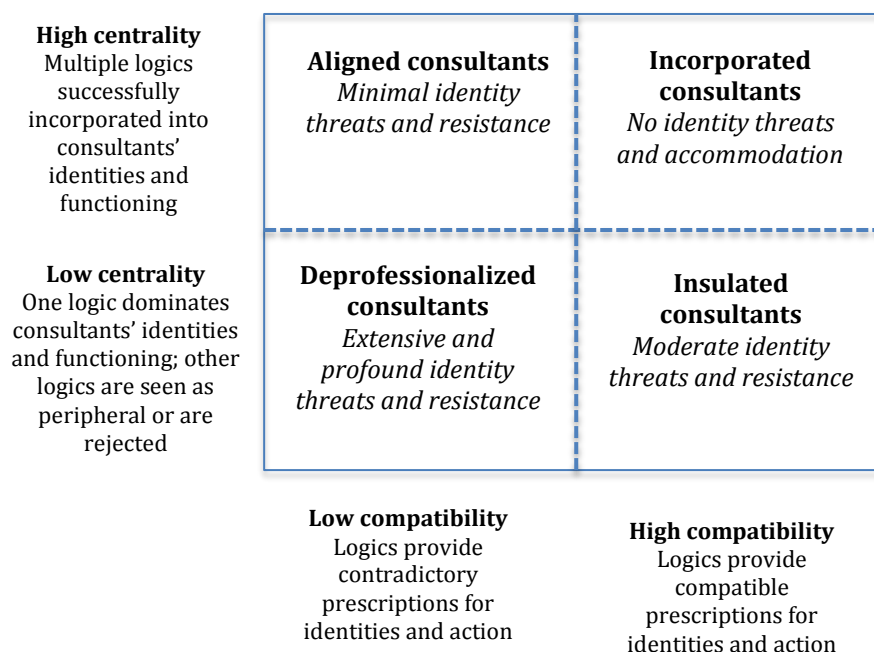 High centrality
Multiple logics
successfully
incorporated into
consultants’
identities and
functioning
Aligned consultants
Minimal identity
threats and resistance
Incorporated
consultants
No identity threats
and accommodation
Low centrality
One logic dominates
consultants’ identities
and functioning; other
logics are seen as
peripheral or are
rejected
Deprofessionalized
consultants
Extensive and
profound identity
threats and resistance
Insulated
consultants
Moderate identity
threats and resistance
Low compatibility
Logics provide
contradictory
prescriptions for
identities and action
High compatibility
Logics provide
compatible
prescriptions for
identities and action